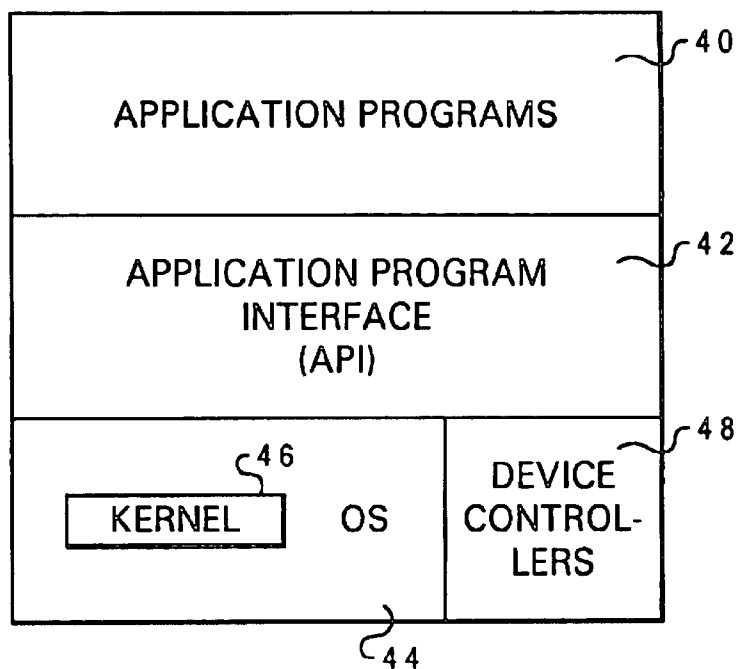 40
APPLICATION PROGRAMS
42
APPLICATION PROGRAM
INTERFACE
(API)
48
46
KERNEL
OS
DEVICE
CONTROL-
LERS
44